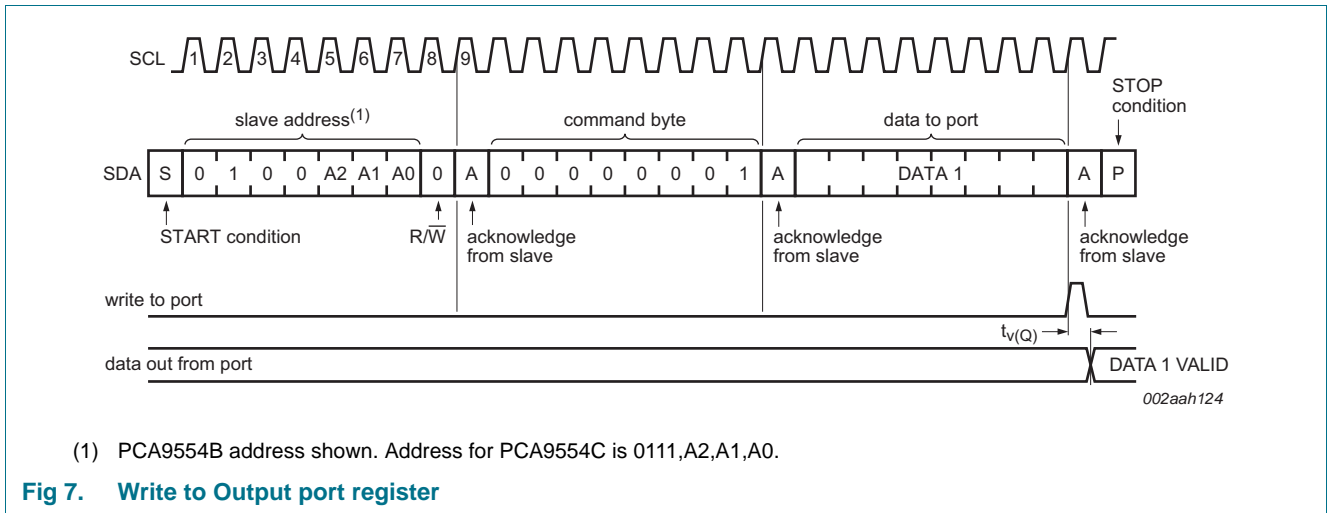 SCL 1 2 3 4 5 6 7 8 9
STOP condition
slave address(1) command byte data to port
SDA S 0 1 0 0 A2 A1 A0 0 A 0 0 0 0 0 0 0 1 A DATA 1 A P
START condition R/W̅ acknowledge from slave acknowledge from slave acknowledge from slave
write to port
tv(Q)
data out from port DATA 1 VALID
002aah124
(1) PCA9554B address shown. Address for PCA9554C is 0111,A2,A1,A0.
Fig 7. Write to Output port register